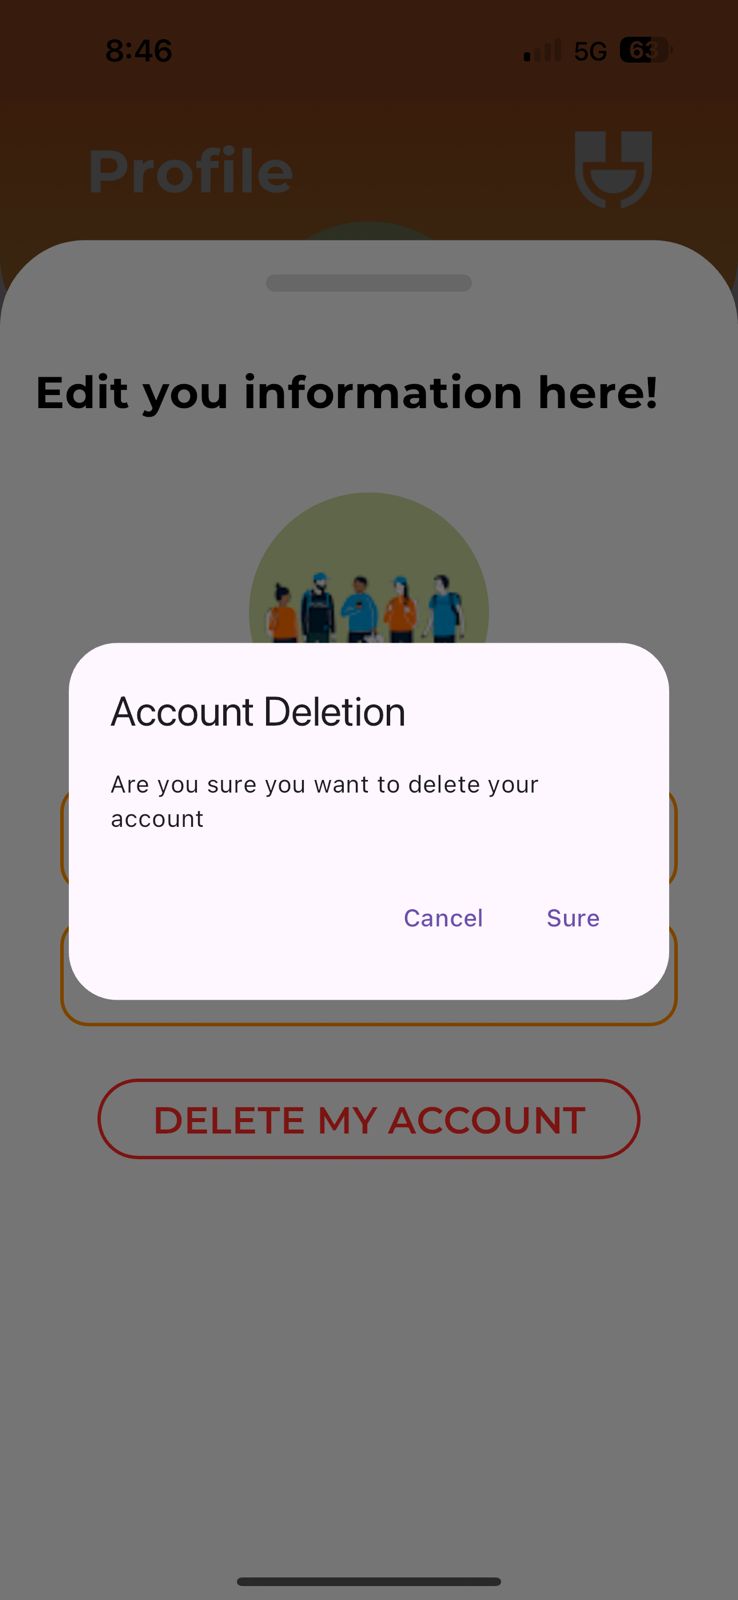 8:46
5G 63
Profile
Edit you information here!
Account Deletion
Are you sure you want to delete your
account
Cancel Sure
DELETE MY ACCOUNT